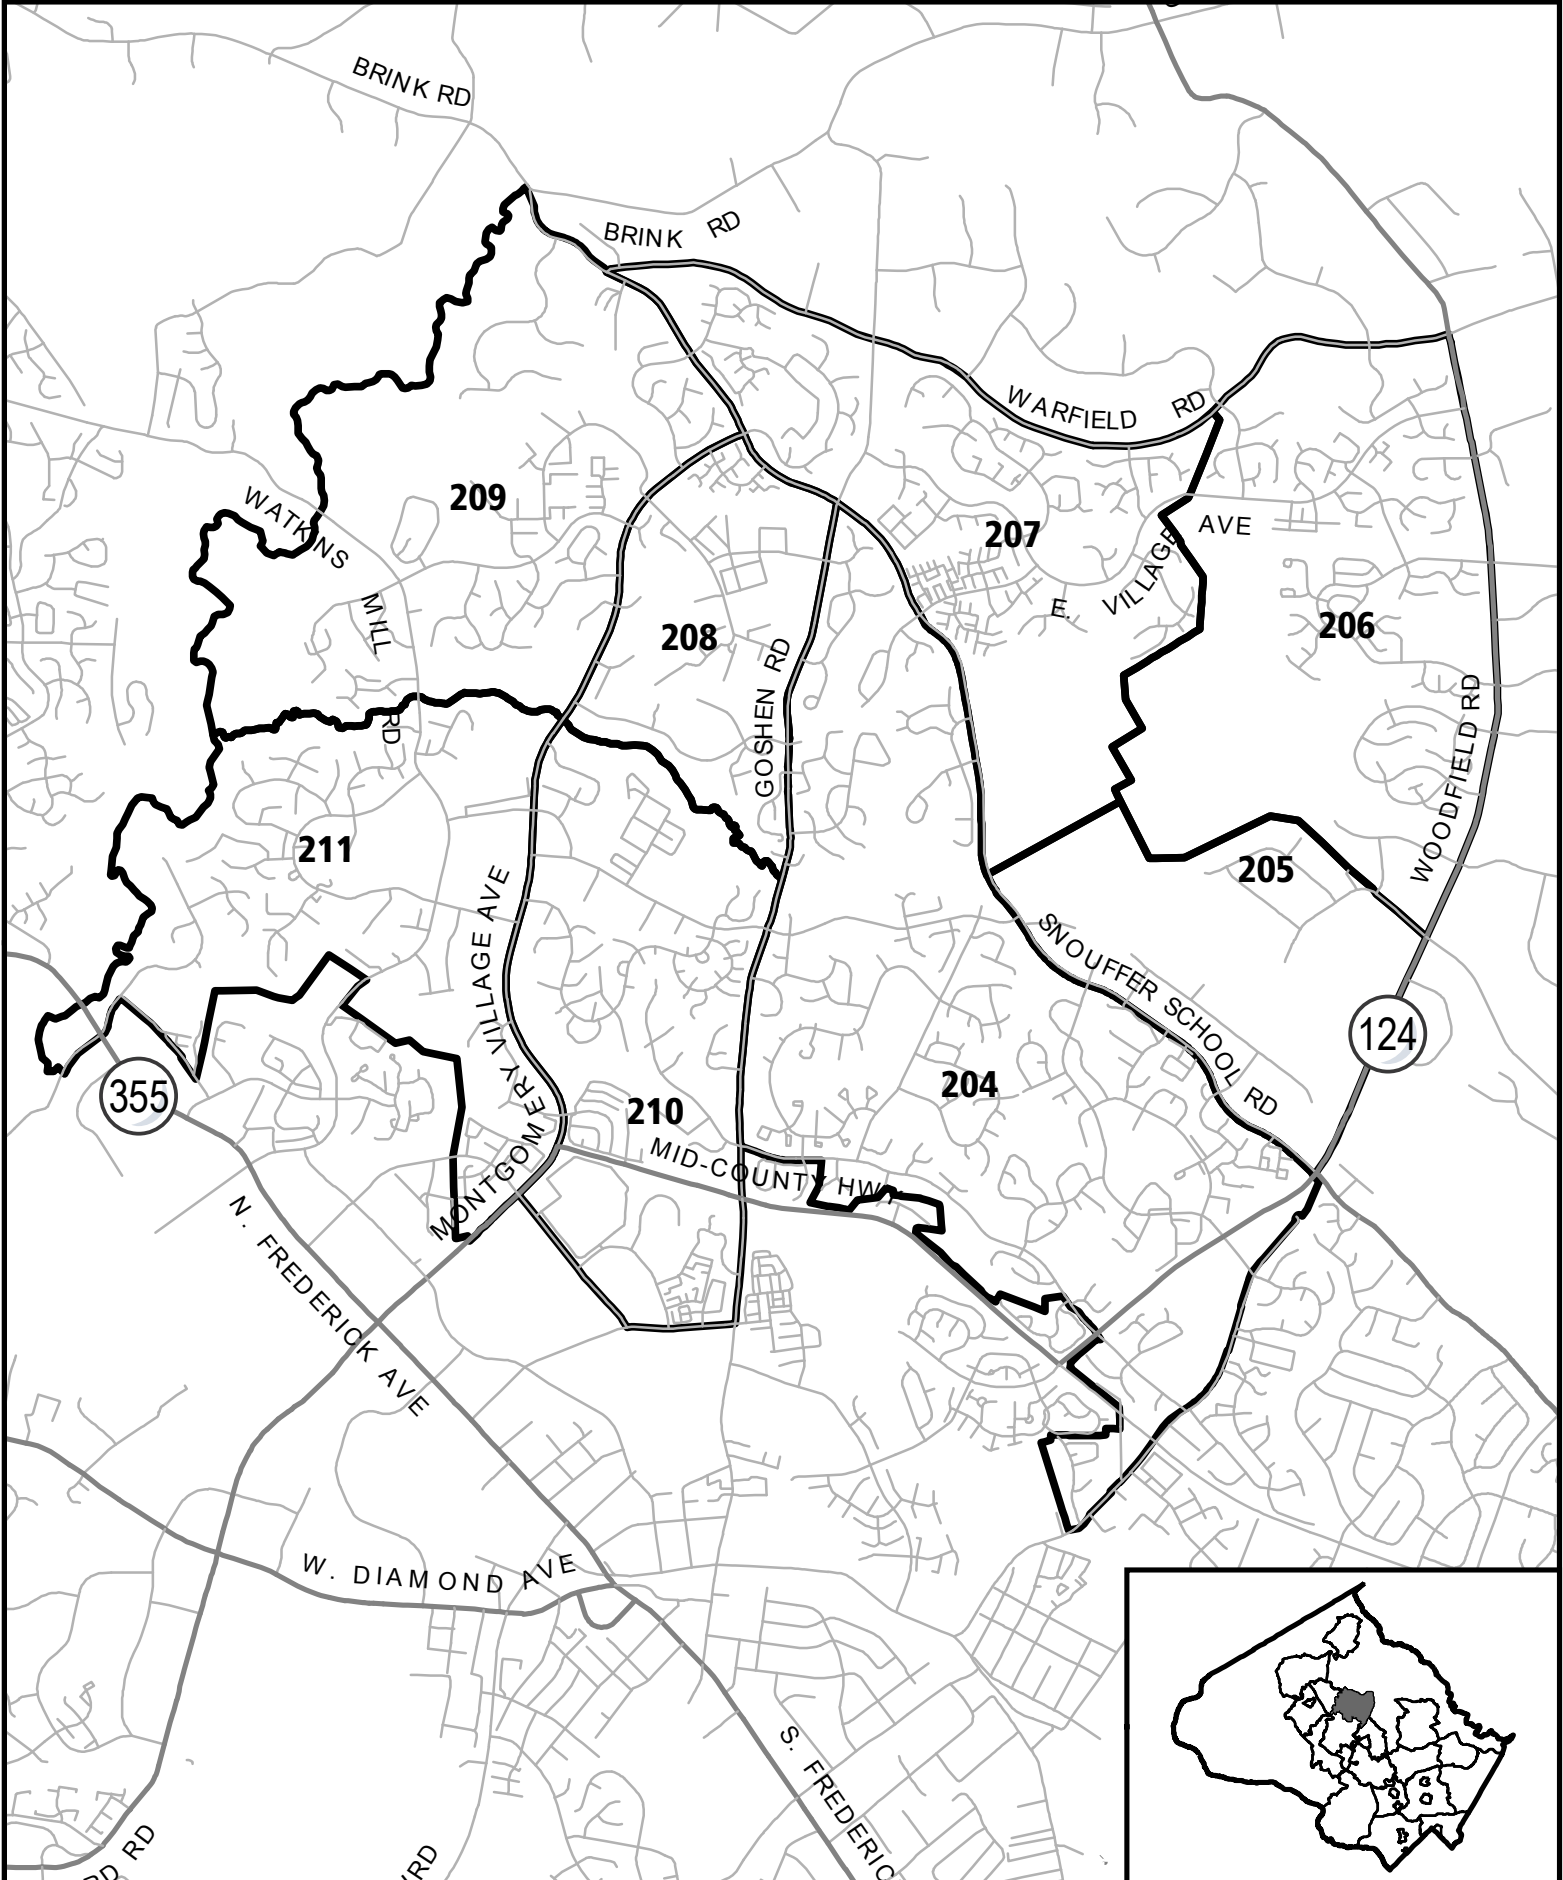 BRINK RD
BRINK RD
WARFIELD RD
WATKINS MILL RD
209
207
E. VILLAGE AVE
208
206
GOSHEN RD
WOODFIELD RD
211
205
MONTGOMERY VILLAGE AVE
SNOUFFER SCHOOL RD
124
204
355
210
MID-COUNTY HWY
N. FREDERICK AVE
W. DIAMOND AVE
S. FREDERIC
RD
RD